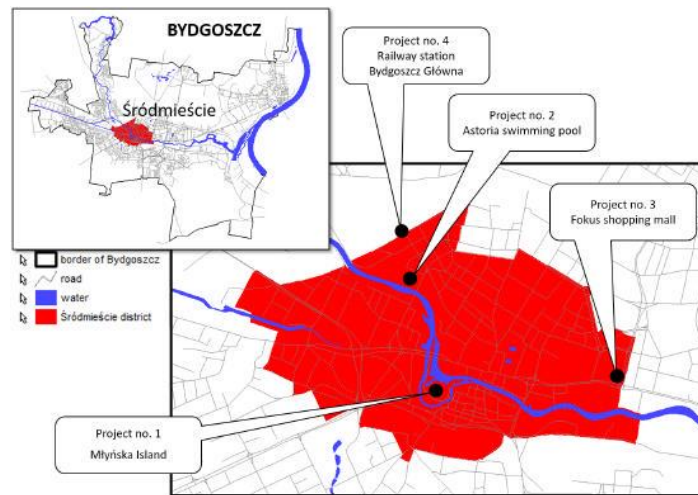 BYDGOSZCZ
Śródmieście
Project no. 4
Railway station
Bydgoszcz Główna
Project no. 2
Astoria swimming pool
Project no. 3
Fokus shopping mall
border of Bydgoszcz
road
water
Śródmieście district
Project no. 1
Młyńska Island